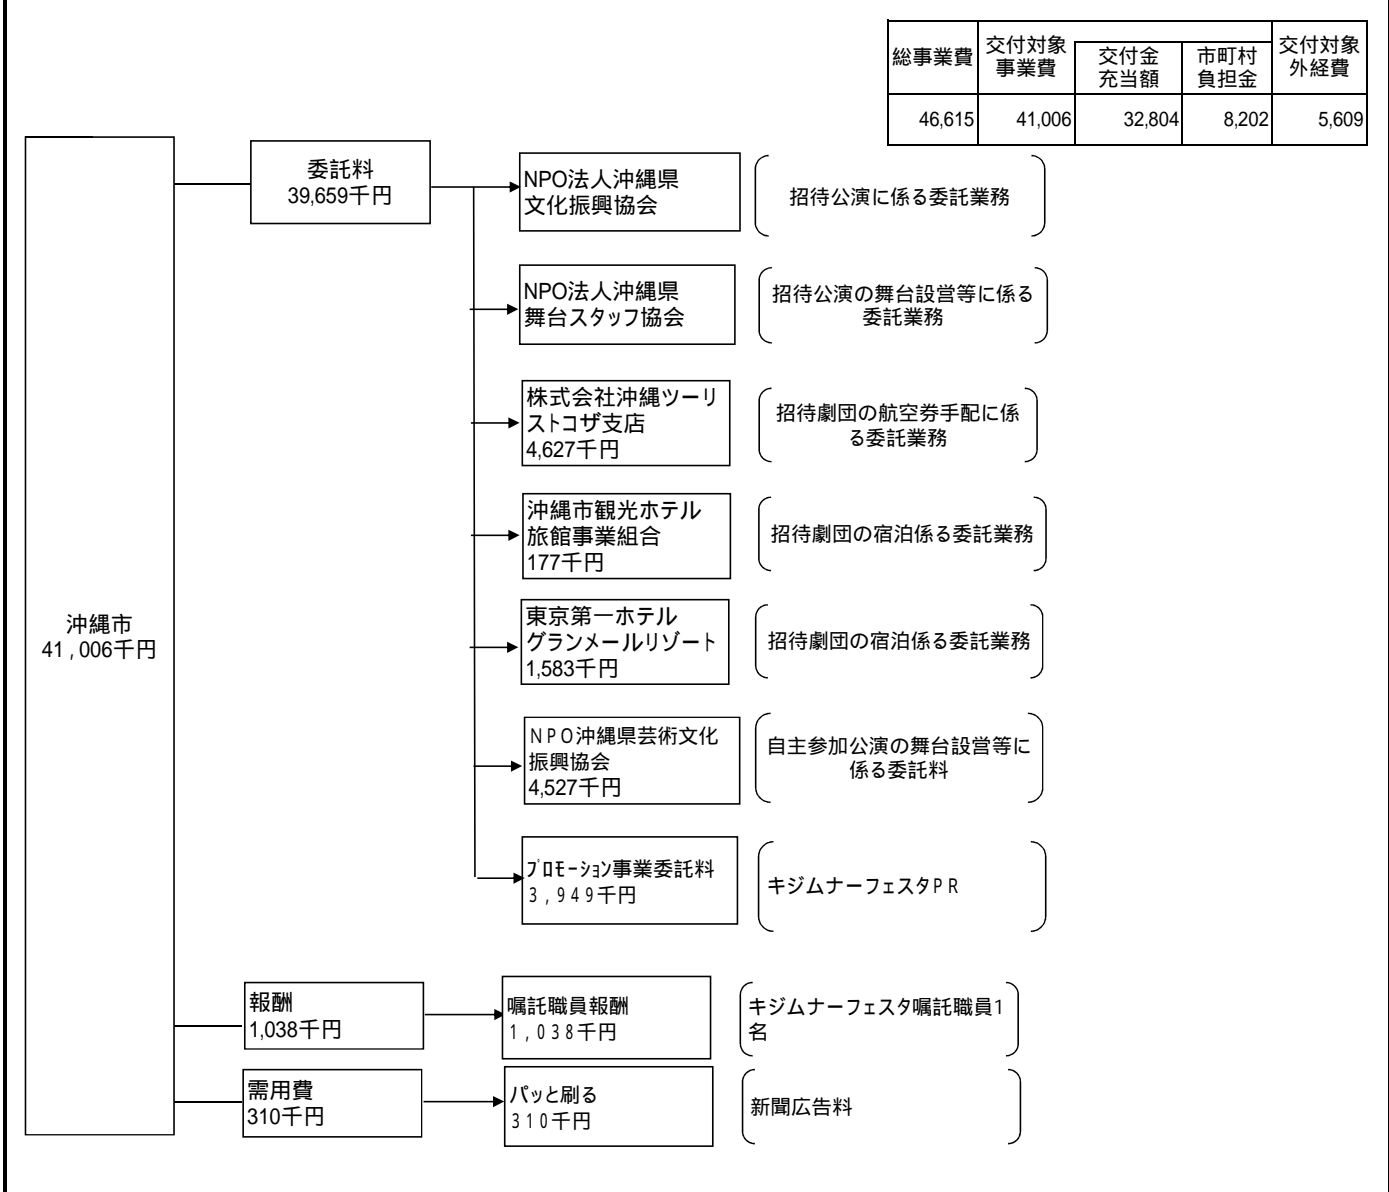 総事業費
交付対象
事業費
交付金
充当額
市町村
負担金
交付対象
外経費
46,615
41,006
32,804
8,202
5,609
沖縄市
41,006千円
委託料
39,659千円
NPO法人沖縄県
文化振興協会
招待公演に係る委託業務
NPO法人沖縄県
舞台スタッフ協会
招待公演の舞台設営等に係る
委託業務
株式会社沖縄ツーリ
ストコザ支店
4,627千円
招待劇団の航空券手配に係
る委託業務
沖縄市観光ホテル
旅館事業組合
177千円
招待劇団の宿泊係る委託業務
東京第一ホテル
グランメールリゾート
1,583千円
招待劇団の宿泊係る委託業務
NPO沖縄県芸術文化
振興協会
4,527千円
自主参加公演の舞台設営等に
係る委託料
プロモーション事業委託料
3,949千円
キジムナーフェスタPR
報酬
1,038千円
嘱託職員報酬
1,038千円
キジムナーフェスタ嘱託職員1
名
需用費
310千円
パッと刷る
310千円
新聞広告料